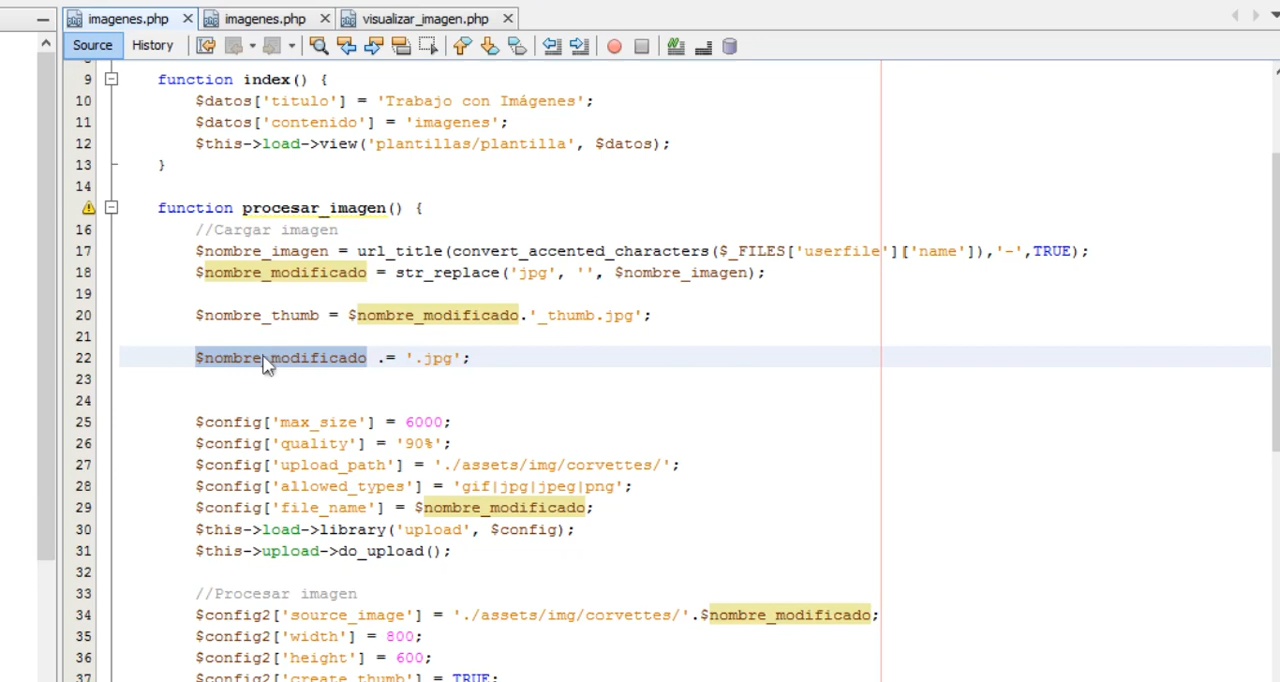 imagenes.php imagenes.php visualizar_imagen.php
Source History
9 function index() {
10 $datos['titulo'] = 'Trabajo con Imágenes';
11 $datos['contenido'] = 'imagenes';
12 $this->load->view('plantillas/plantilla', $datos);
13 }
14
function procesar_imagen() {
16 //Cargar imagen
17 $nombre_imagen = url_title(convert_accented_characters($_FILES['userfile']['name']),'-',TRUE);
18 $nombre_modificado = str_replace('jpg', '', $nombre_imagen);
19
20 $nombre_thumb = $nombre_modificado.'_thumb.jpg';
21
22 $nombre_modificado .= '.jpg';
23
24
25 $config['max_size'] = 6000;
26 $config['quality'] = '90%';
27 $config['upload_path'] = './assets/img/corvettes/';
28 $config['allowed_types'] = 'gif|jpg|jpeg|png';
29 $config['file_name'] = $nombre_modificado;
30 $this->load->library('upload', $config);
31 $this->upload->do_upload();
32
33 //Procesar imagen
34 $config2['source_image'] = './assets/img/corvettes/'.$nombre_modificado;
35 $config2['width'] = 800;
36 $config2['height'] = 600;
37 $config2['create_thumb'] = TRUE;